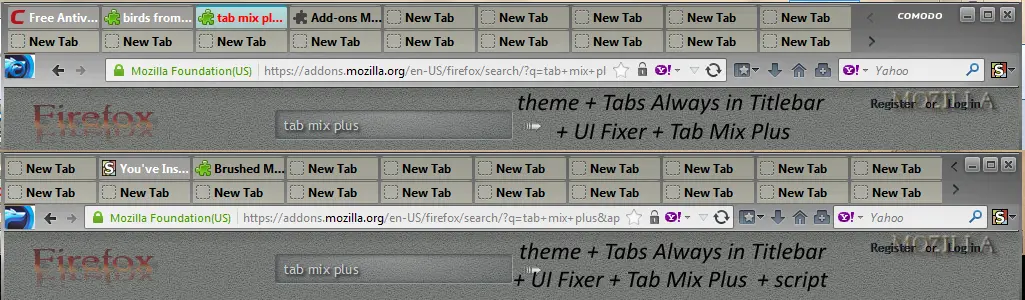 Free Antiv... birds from... tab mix pl... Add-ons M... New Tab New Tab New Tab New Tab New Tab COMODO
New Tab New Tab New Tab New Tab New Tab New Tab New Tab New Tab New Tab
Mozilla Foundation(US) https://addons.mozilla.org/en-US/firefox/search/?q=tab+mix+pl Y! Y! Yahoo S
theme + Tabs Always in Titlebar
+ UI Fixer + Tab Mix Plus
Firefox tab mix plus MOZILLA Register or Log in
New Tab You've Ins... Brushed M... New Tab New Tab New Tab New Tab New Tab New Tab New Tab
New Tab New Tab New Tab New Tab New Tab New Tab New Tab New Tab New Tab New Tab
Mozilla Foundation(US) https://addons.mozilla.org/en-US/firefox/search/?q=tab+mix+plus&ap Y! Y! Yahoo S
theme + Tabs Always in Titlebar
+ UI Fixer + Tab Mix Plus + script
Firefox tab mix plus MOZILLA Register or Log in